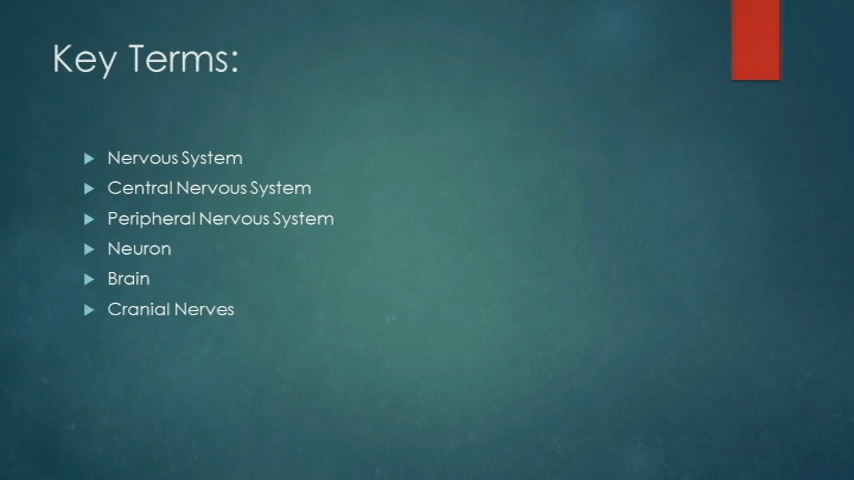 Key Terms:
Nervous System
Central Nervous System
Peripheral Nervous System
Neuron
Brain
Cranial Nerves